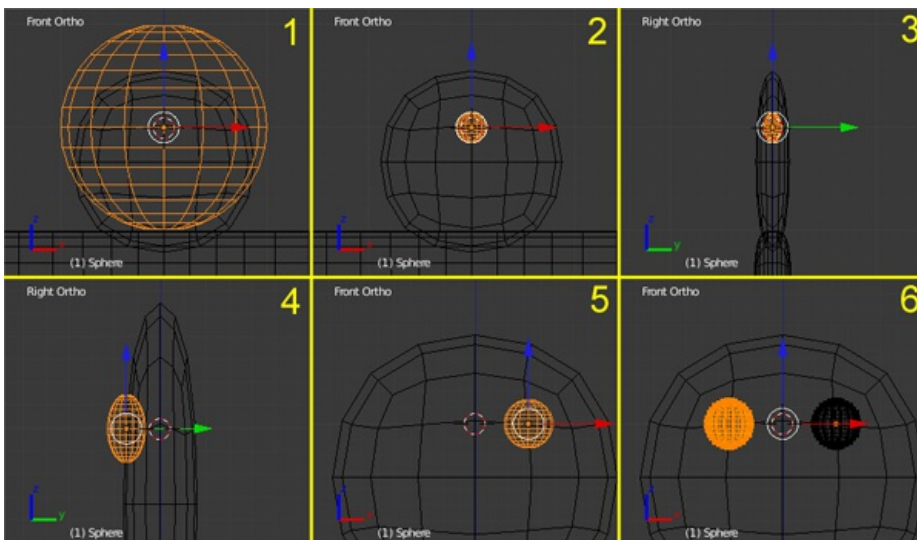 Front Ortho
1
z
x
(1) Sphere
Front Ortho
2
z
x
(1) Sphere
Right Ortho
3
z
y
(1) Sphere
Right Ortho
4
z
y
(1) Sphere
Front Ortho
5
z
x
(1) Sphere
Front Ortho
6
z
x
(1) Sphere